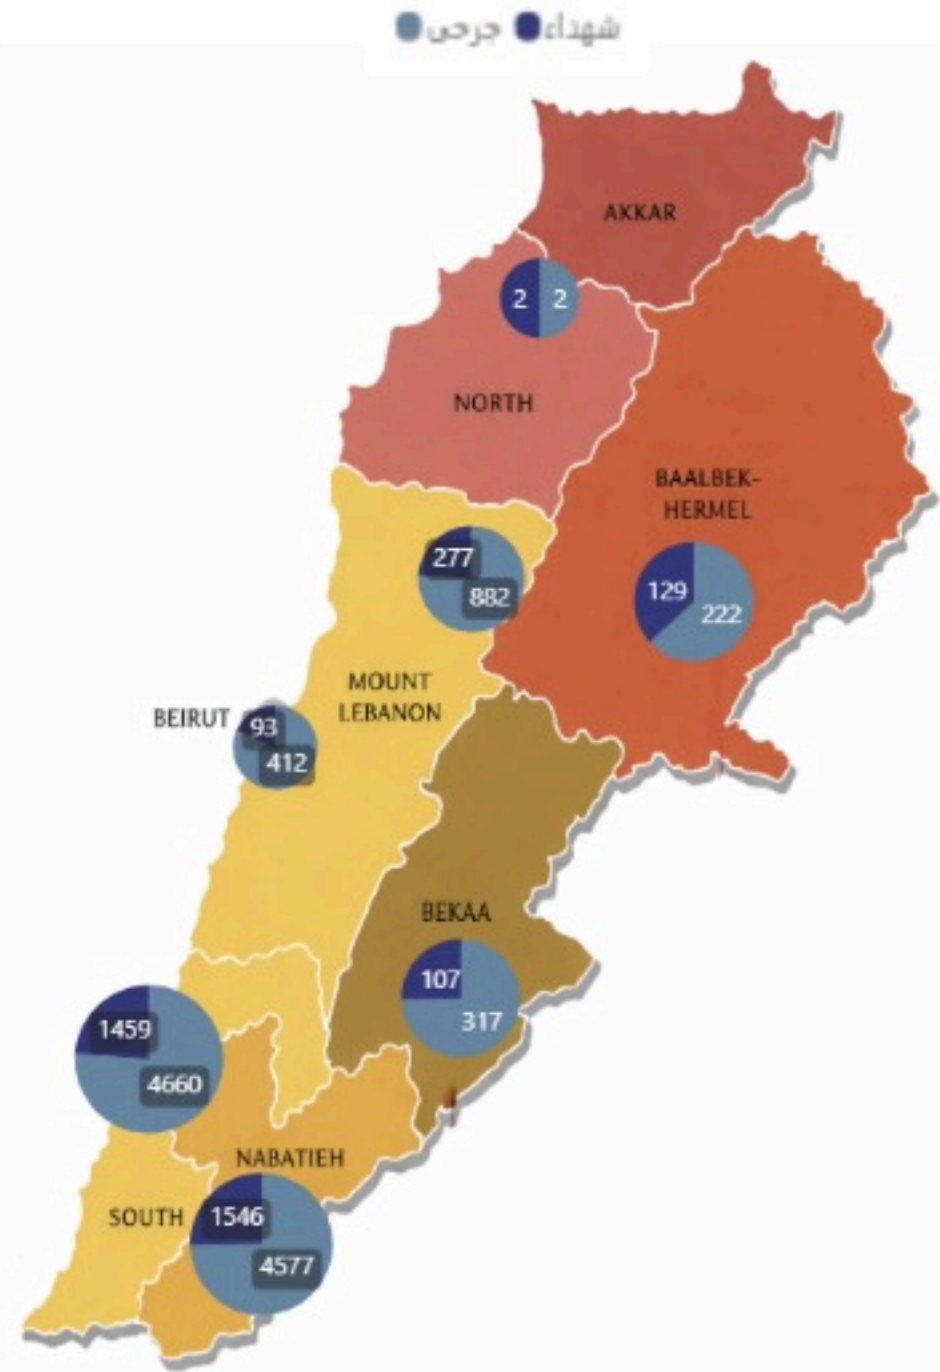 شهداء جرحى
AKKAR
2 2
NORTH
BAALBEK-
HERMEL
277
882
129
222
MOUNT
LEBANON
BEIRUT
93
412
BEKAA
107
317
1459
4660
NABATIEH
SOUTH
1546
4577